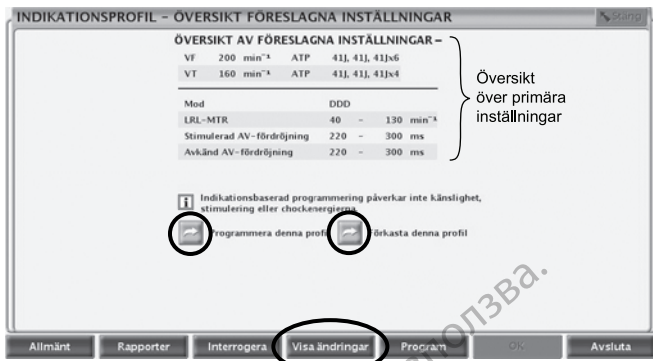 INDIKATIONSPROFIL – ÖVERSIKT FÖRESLAGNA INSTÄLLNINGAR
Stäng
ÖVERSIKT AV FÖRESLAGNA INSTÄLLNINGAR –
VF 200 min⁻¹ ATP 41J, 41J, 41Jx6
VT 160 min⁻¹ ATP 41J, 41J, 41Jx4
Översikt
över primära
inställningar
Mod DDD
LRL-MTR 40 - 130 min⁻¹
Stimulerad AV-fördröjning 220 - 300 ms
Avkänd AV-fördröjning 220 - 300 ms
i Indikationsbaserad programmering påverkar inte känslighet,
stimulering eller chockenergierna.
Programmera denna profil Förkasta denna profil
Allmänt Rapporter Interrogera Visa ändringar Program OK Avsluta